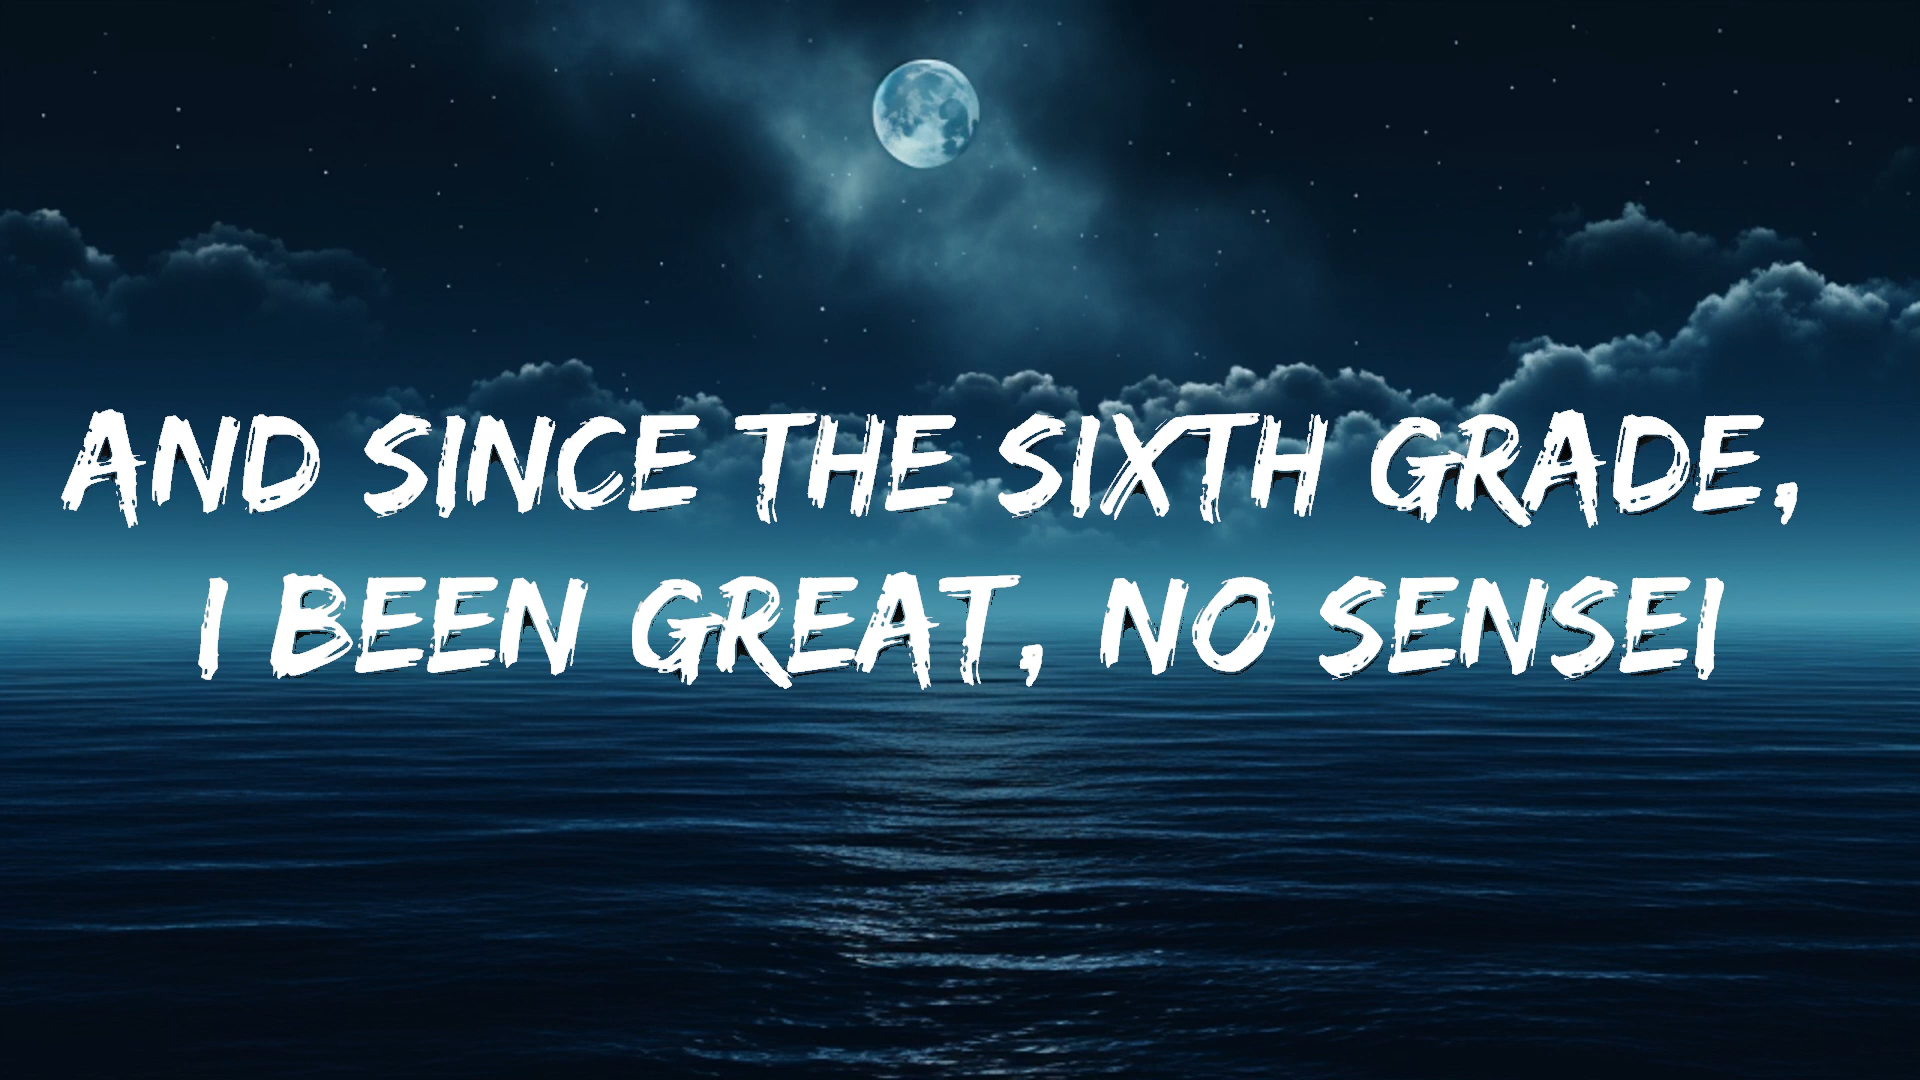 AND SINCE THE SIXTH GRADE,
I BEEN GREAT, NO SENSEI